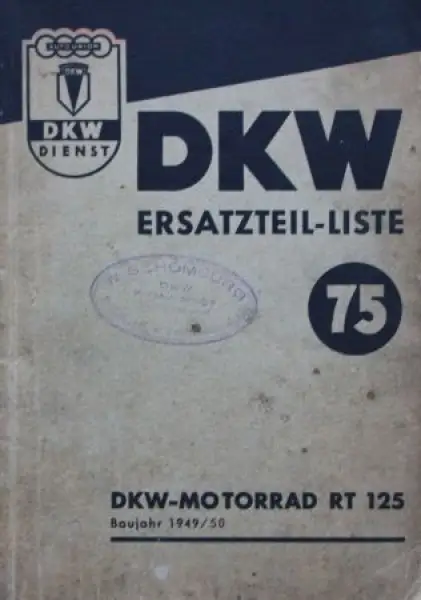 AUTO UNION
DKW
DKW
DIENST
DKW
ERSATZTEIL-LISTE
75
DKW-MOTORRAD RT 125
Baujahr 1949/50